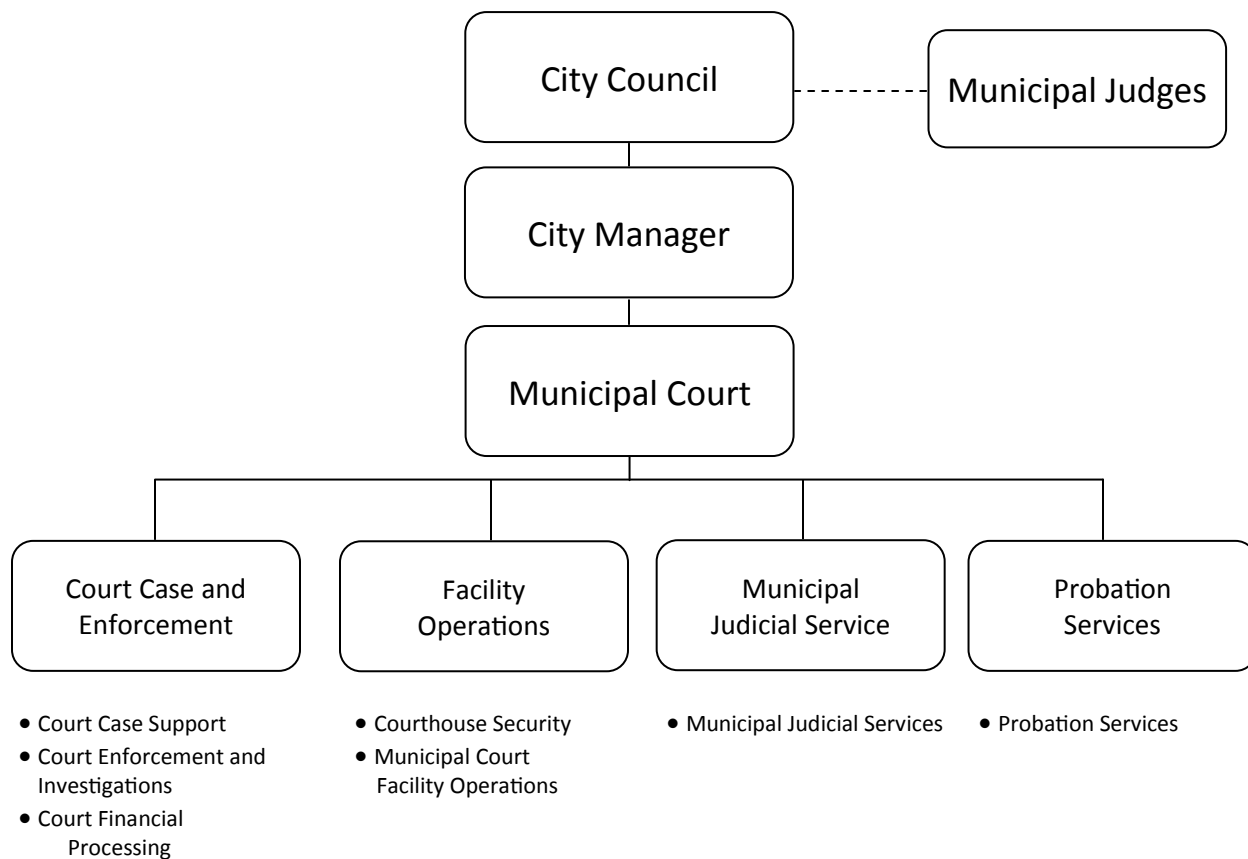 City Council
Municipal Judges
City Manager
Municipal Court
Court Case and
Enforcement
Facility
Operations
Municipal
Judicial Service
Probation
Services
• Court Case Support
• Court Enforcement and
Investigations
• Court Financial
Processing
• Courthouse Security
• Municipal Court
Facility Operations
• Municipal Judicial Services
• Probation Services